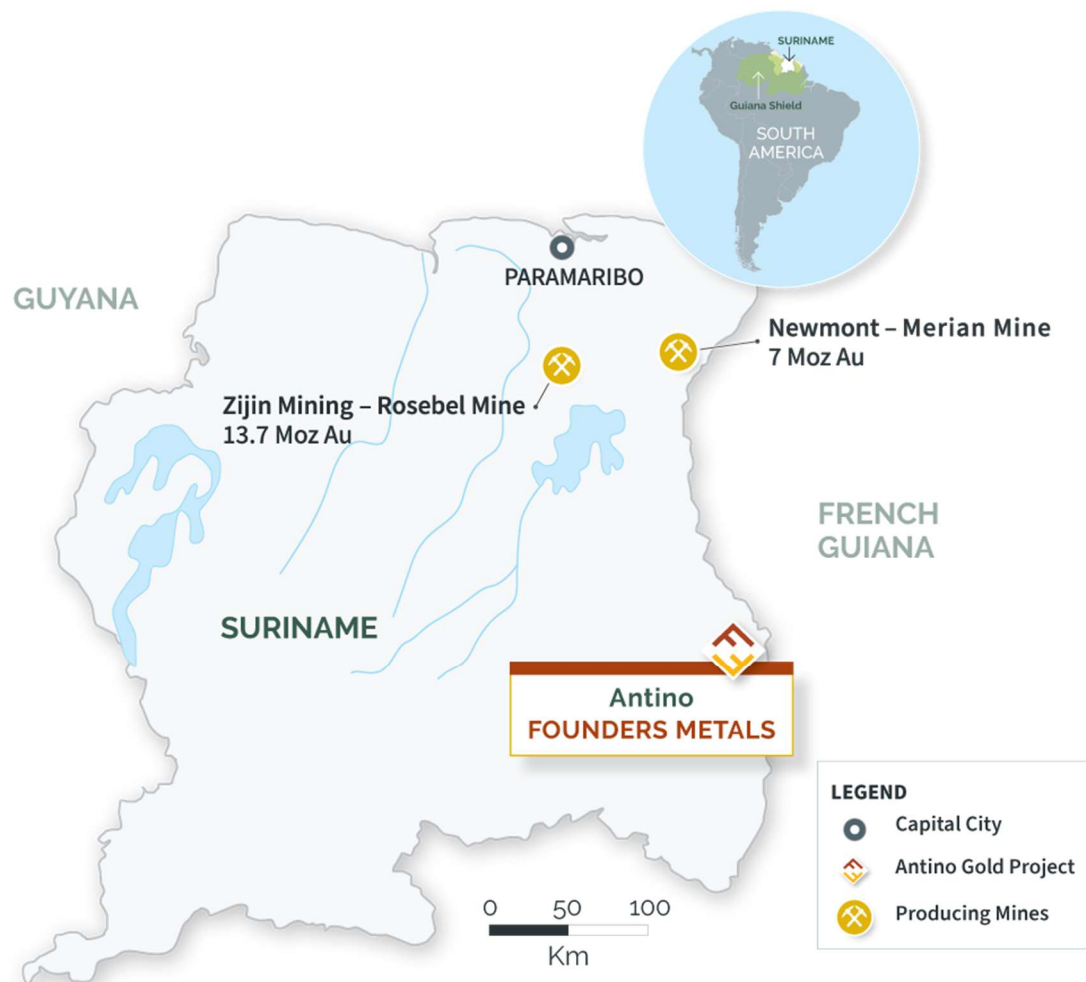 SURINAME
Guiana Shield
SOUTH
AMERICA
PARAMARIBO
GUYANA
Newmont – Merian Mine
7 Moz Au
Zijin Mining – Rosebel Mine
13.7 Moz Au
FRENCH
GUIANA
SURINAME
Antino
FOUNDERS METALS
LEGEND
Capital City
Antino Gold Project
Producing Mines
0 50 100
Km